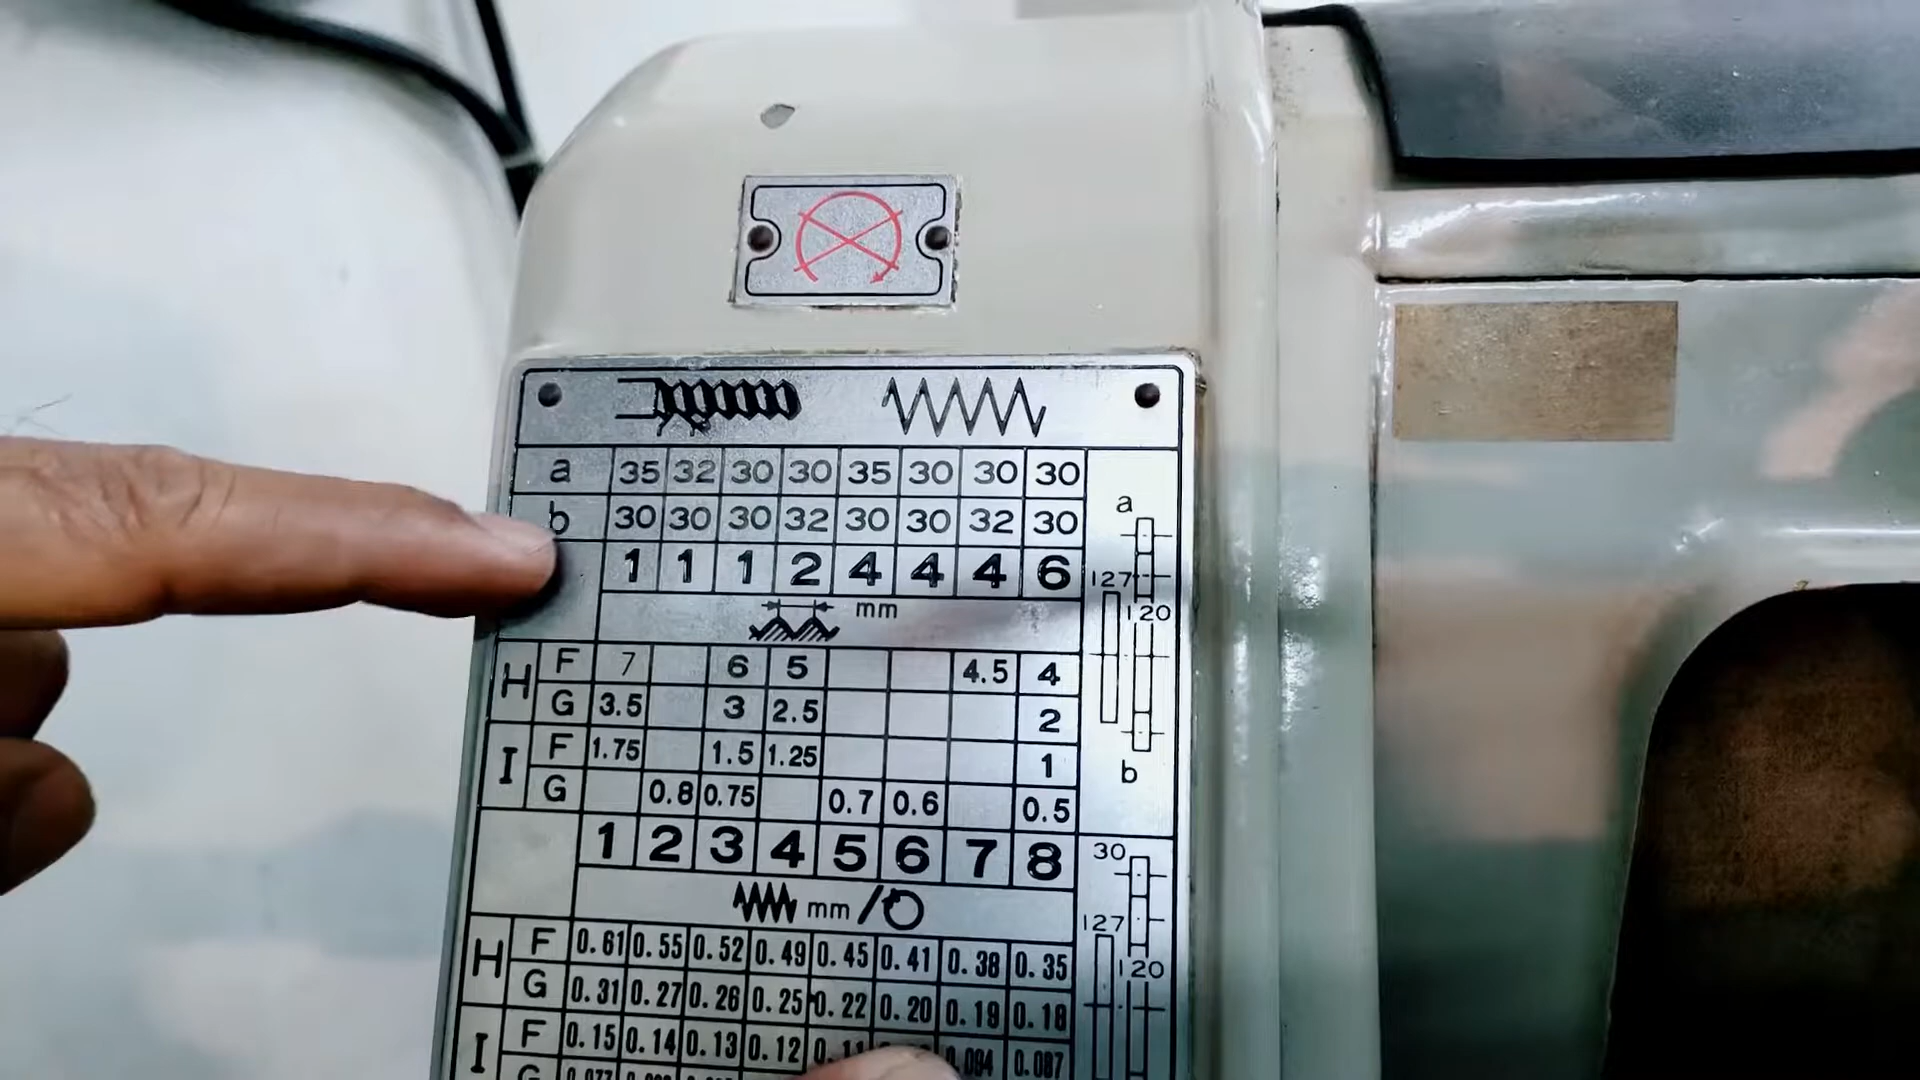 a 35 32 30 30 35 30 30 30
b 30 30 30 32 30 30 32 30
1 1 1 2 4 4 4 6
mm
H F 7 6 5 4.5 4
G 3.5 3 2.5 2
I F 1.75 1.5 1.25 1
G 0.8 0.75 0.7 0.6 0.5
1 2 3 4 5 6 7 8
mm/
H F 0.61 0.55 0.52 0.49 0.45 0.41 0.38 0.35
G 0.31 0.27 0.26 0.25 0.22 0.20 0.19 0.18
I F 0.15 0.14 0.13 0.12 0.11 0.087
G
a
127
120
b
30
127
120